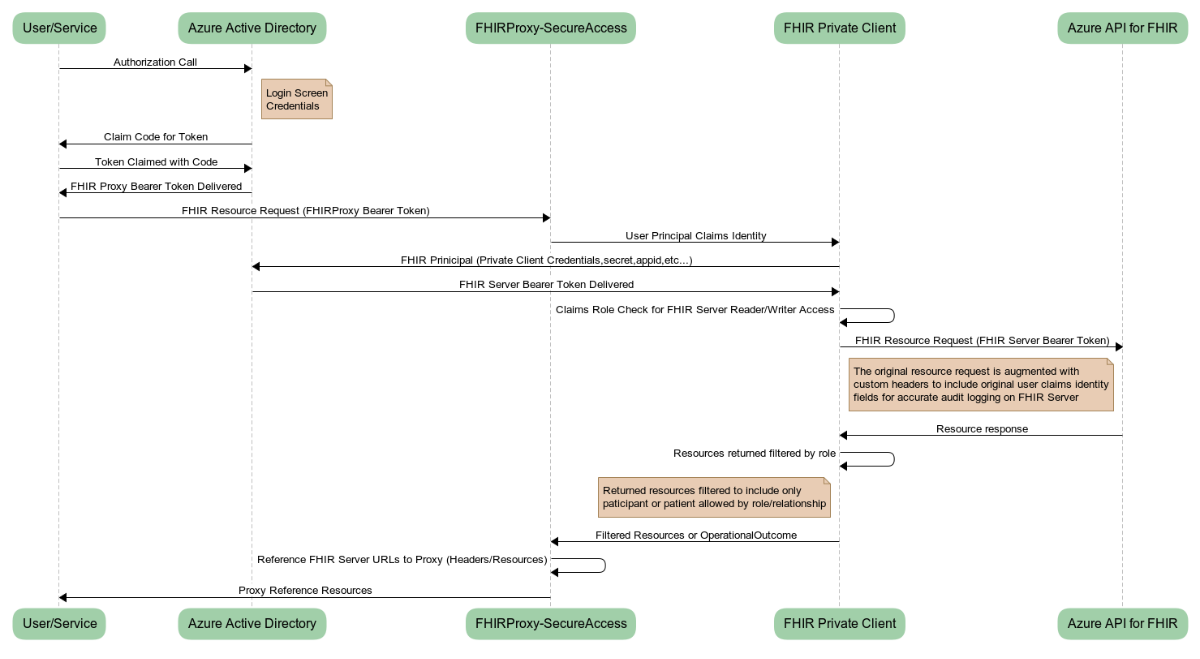 User/Service
Azure Active Directory
FHIRProxy-SecureAccess
FHIR Private Client
Azure API for FHIR
Authorization Call
Login Screen
Credentials
Claim Code for Token
Token Claimed with Code
FHIR Proxy Bearer Token Delivered
FHIR Resource Request (FHIRProxy Bearer Token)
User Principal Claims Identity
FHIR Prinicipal (Private Client Credentials,secret,appid,etc...)
FHIR Server Bearer Token Delivered
Claims Role Check for FHIR Server Reader/Writer Access
FHIR Resource Request (FHIR Server Bearer Token)
The original resource request is augmented with
custom headers to include original user claims identity
fields for accurate audit logging on FHIR Server
Resource response
Resources returned filtered by role
Returned resources filtered to include only
paticipant or patient allowed by role/relationship
Filtered Resources or OperationalOutcome
Reference FHIR Server URLs to Proxy (Headers/Resources)
Proxy Reference Resources
User/Service
Azure Active Directory
FHIRProxy-SecureAccess
FHIR Private Client
Azure API for FHIR